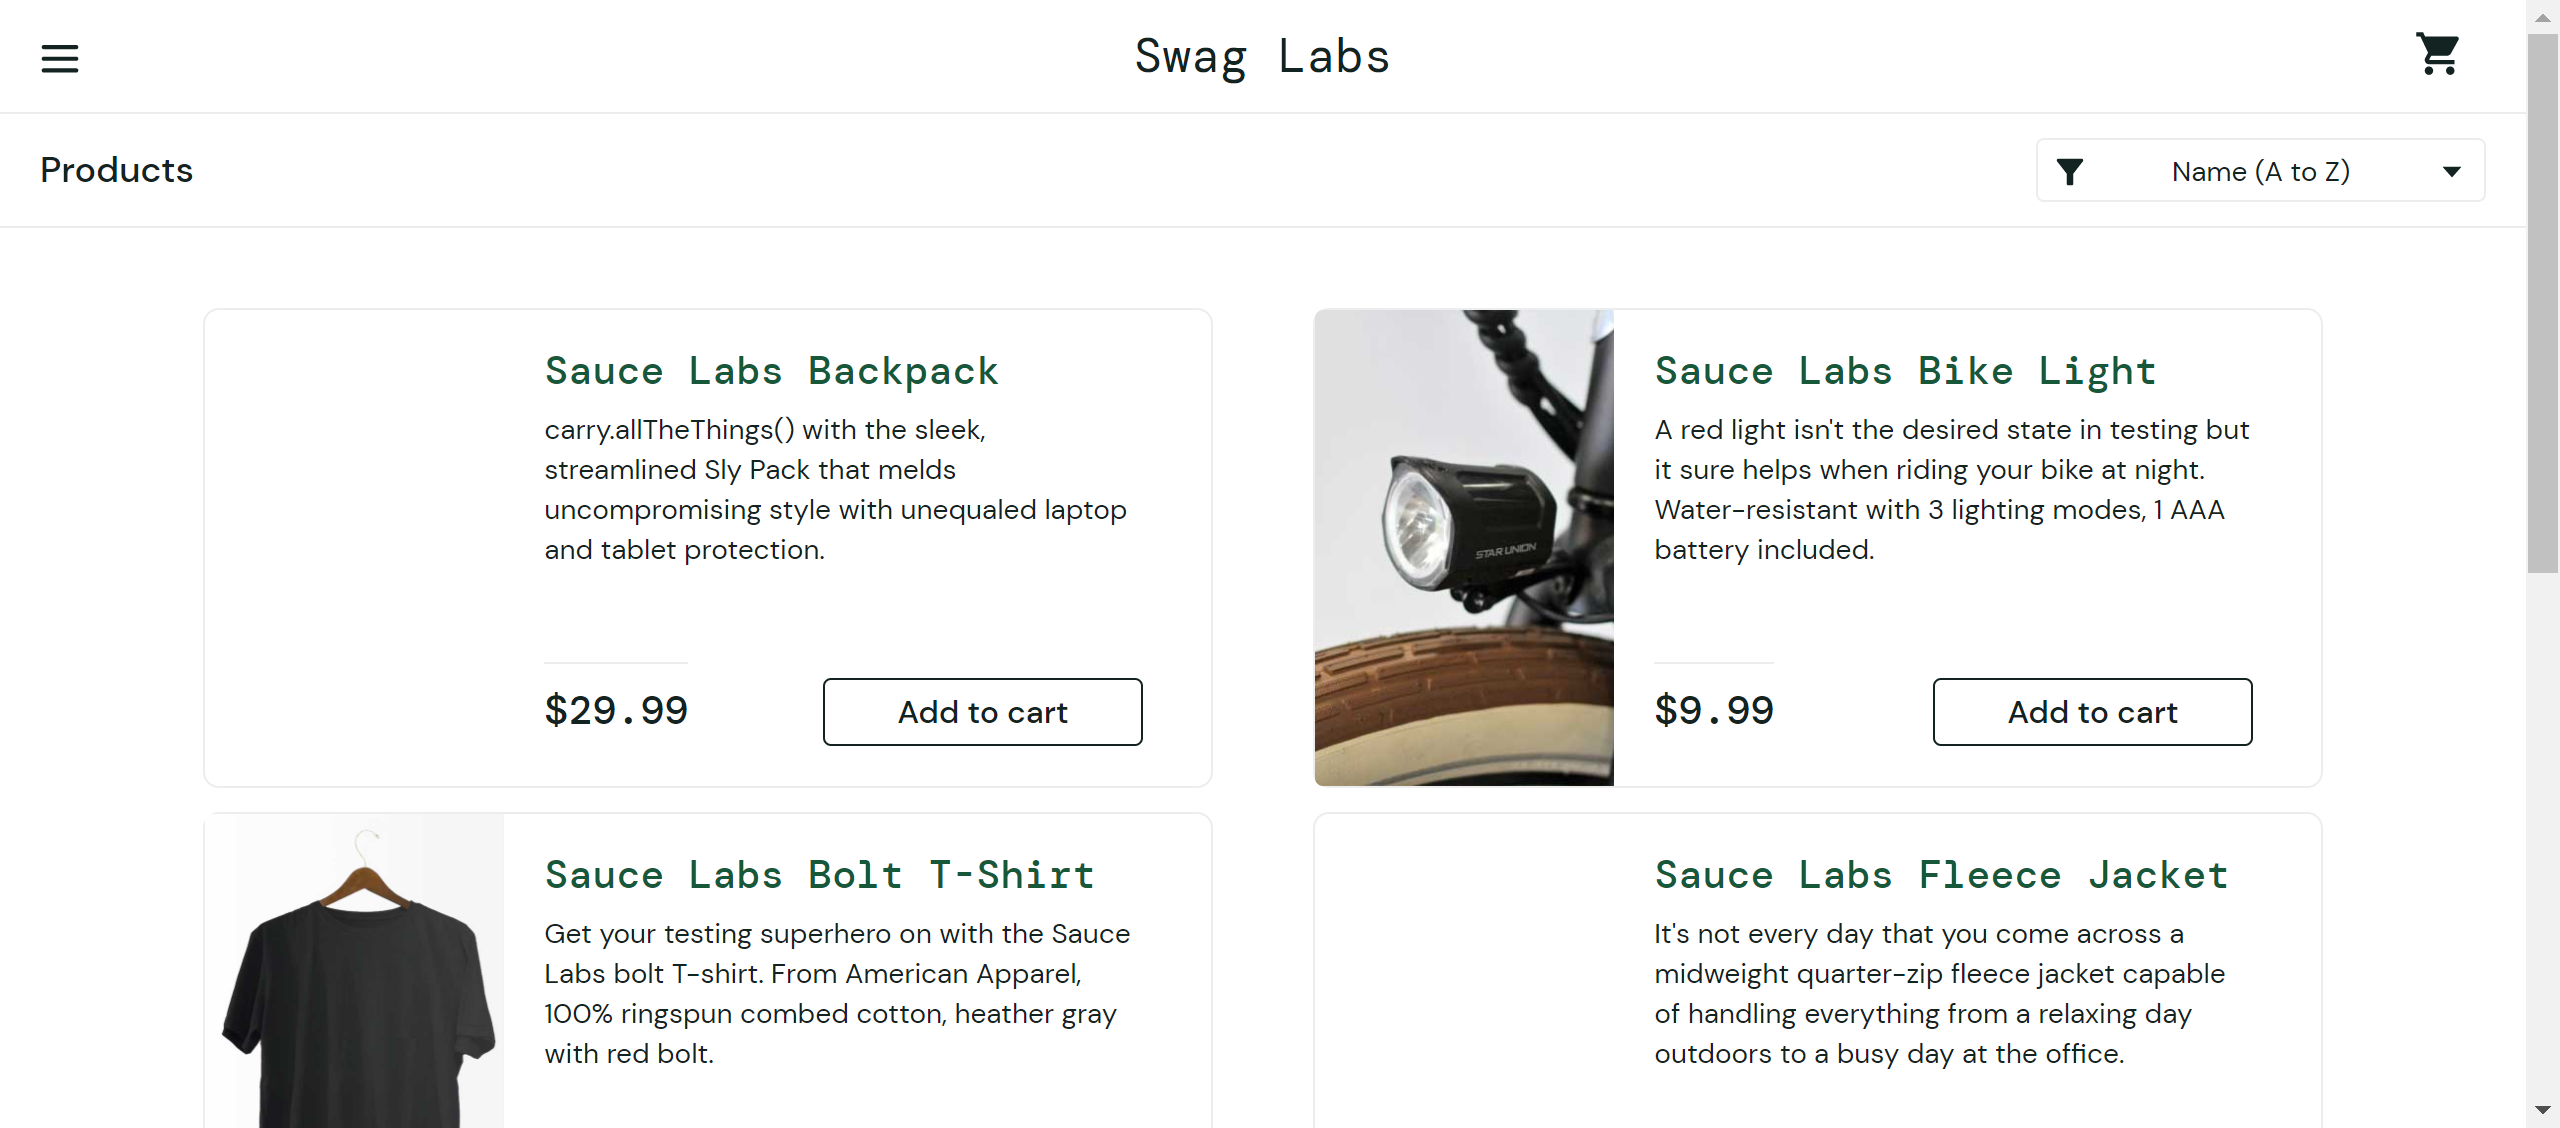 Swag Labs
Products
Name (A to Z)
Sauce Labs Backpack
carry.allTheThings() with the sleek,
streamlined Sly Pack that melds
uncompromising style with unequaled laptop
and tablet protection.
$29.99
Add to cart
Sauce Labs Bike Light
A red light isn't the desired state in testing but
it sure helps when riding your bike at night.
Water-resistant with 3 lighting modes, 1 AAA
battery included.
STAR UNION
$9.99
Add to cart
Sauce Labs Bolt T-Shirt
Get your testing superhero on with the Sauce
Labs bolt T-shirt. From American Apparel,
100% ringspun combed cotton, heather gray
with red bolt.
Sauce Labs Fleece Jacket
It's not every day that you come across a
midweight quarter-zip fleece jacket capable
of handling everything from a relaxing day
outdoors to a busy day at the office.